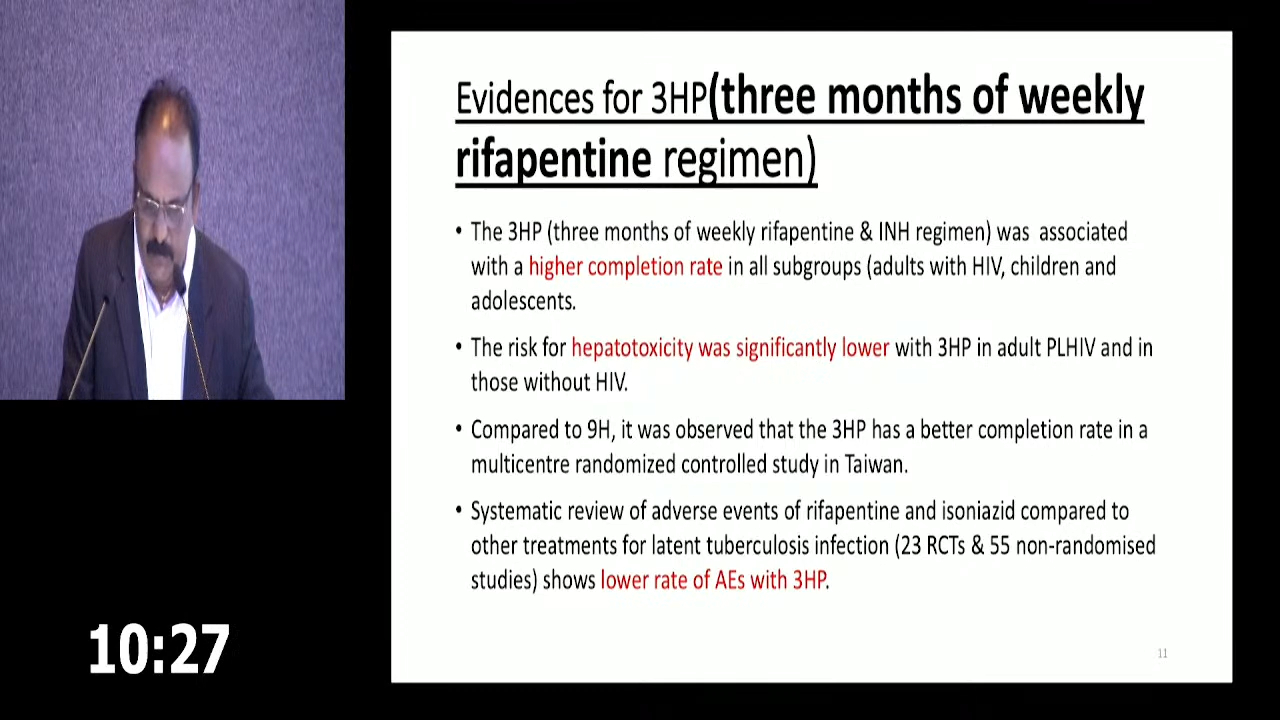 Evidences for 3HP(three months of weekly
rifapentine regimen)
• The 3HP (three months of weekly rifapentine & INH regimen) was associated
with a higher completion rate in all subgroups (adults with HIV, children and
adolescents.
• The risk for hepatotoxicity was significantly lower with 3HP in adult PLHIV and in
those without HIV.
• Compared to 9H, it was observed that the 3HP has a better completion rate in a
multicentre randomized controlled study in Taiwan.
• Systematic review of adverse events of rifapentine and isoniazid compared to
other treatments for latent tuberculosis infection (23 RCTs & 55 non-randomised
studies) shows lower rate of AEs with 3HP.
11
10:27